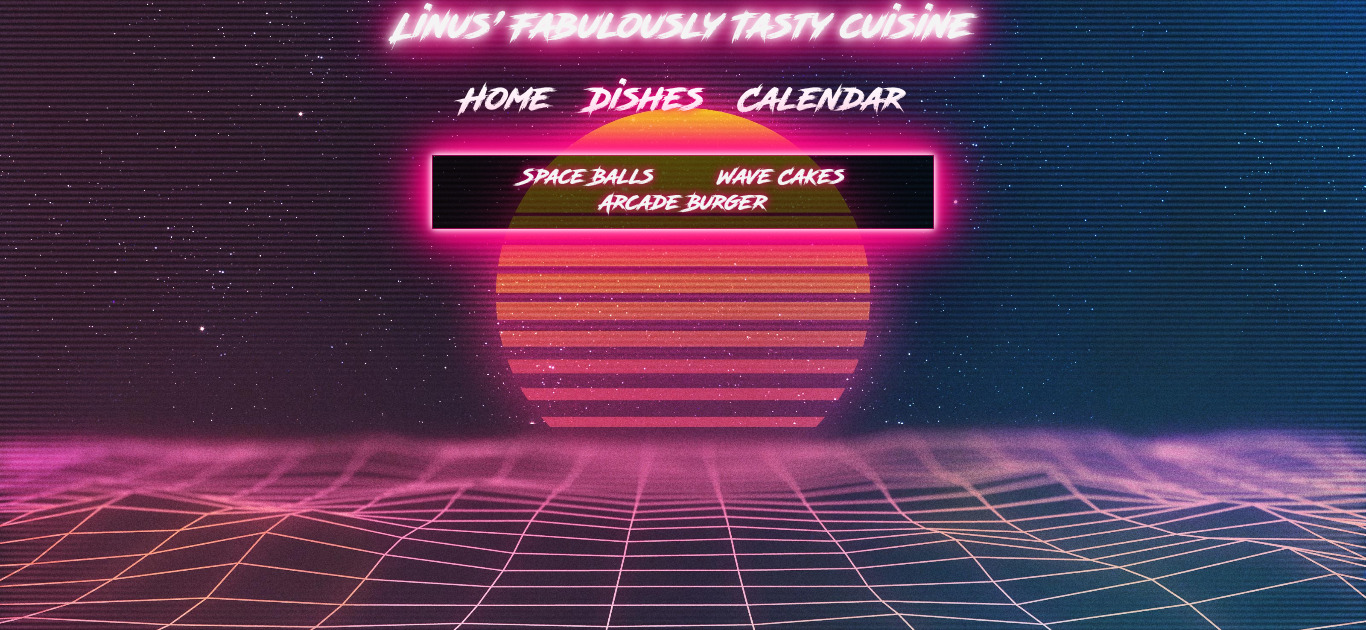 LINUS' FABULOUSLY TASTY CUISINE
HOME DISHES CALENDAR
SPACE BALLS WAVE CAKES
ARCADE BURGER